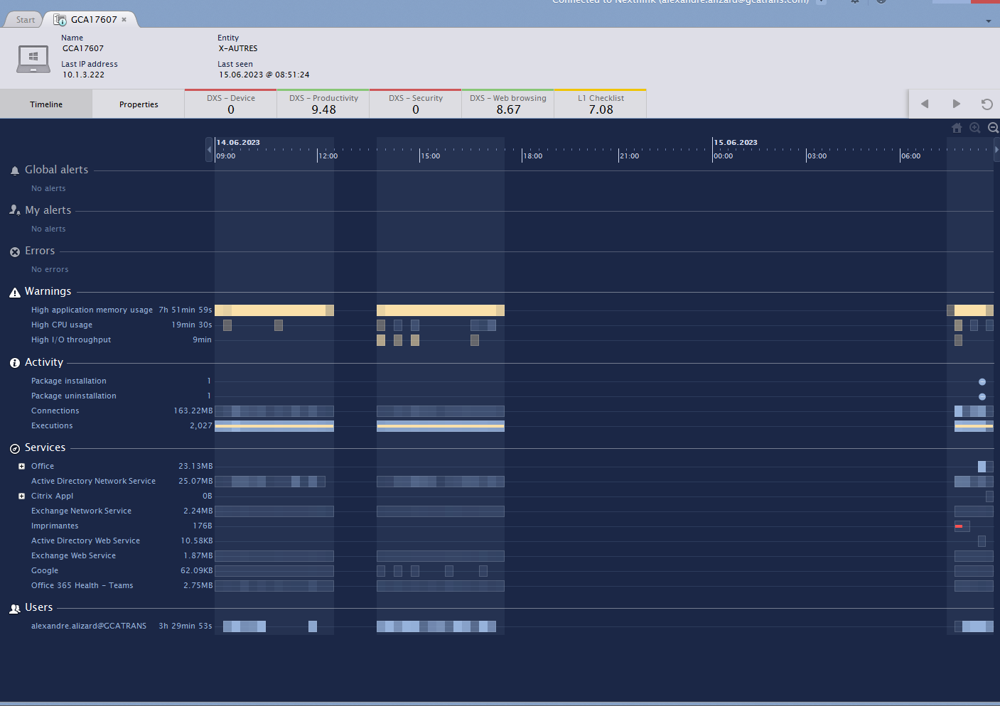 Connected to Nexthink (alexandre.alizard@gcatrans.com)
Start
GCA17607
Name
GCA17607
Entity
X-AUTRES
Last IP address
10.1.3.222
Last seen
15.06.2023 @ 08:51:24
Timeline
Properties
DXS – Device
0
DXS – Productivity
9.48
DXS – Security
0
DXS – Web browsing
8.67
L1 Checklist
7.08
14.06.2023
15.06.2023
09:00 12:00 15:00 18:00 21:00 00:00 03:00 06:00
Global alerts
No alerts
My alerts
No alerts
Errors
No errors
Warnings
High application memory usage 7h 51min 59s
High CPU usage 19min 30s
High I/O throughput 9min
Activity
Package installation 1
Package uninstallation 1
Connections 163.22MB
Executions 2,027
Services
Office 23.13MB
Active Directory Network Service 25.07MB
Citrix Appl 0B
Exchange Network Service 2.24MB
Imprimantes 176B
Active Directory Web Service 10.58KB
Exchange Web Service 1.87MB
Google 62.09KB
Office 365 Health – Teams 2.75MB
Users
alexandre.alizard@GCATRANS 3h 29min 53s